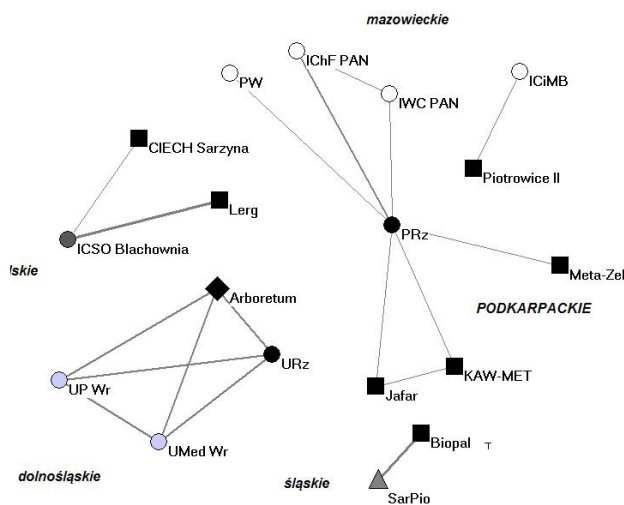 mazowieckie
IChF PAN
PW
ICiMB
IWC PAN
CIECH Sarzyna
Piotrowice II
Lerg
PRz
ICSO Blachownia
lskie
Meta-Zel
Arboretum
PODKARPACKIE
URz
KAW-MET
UP Wr
Jafar
UMed Wr
Biopal
T
dolnośląskie
śląskie
SarPio